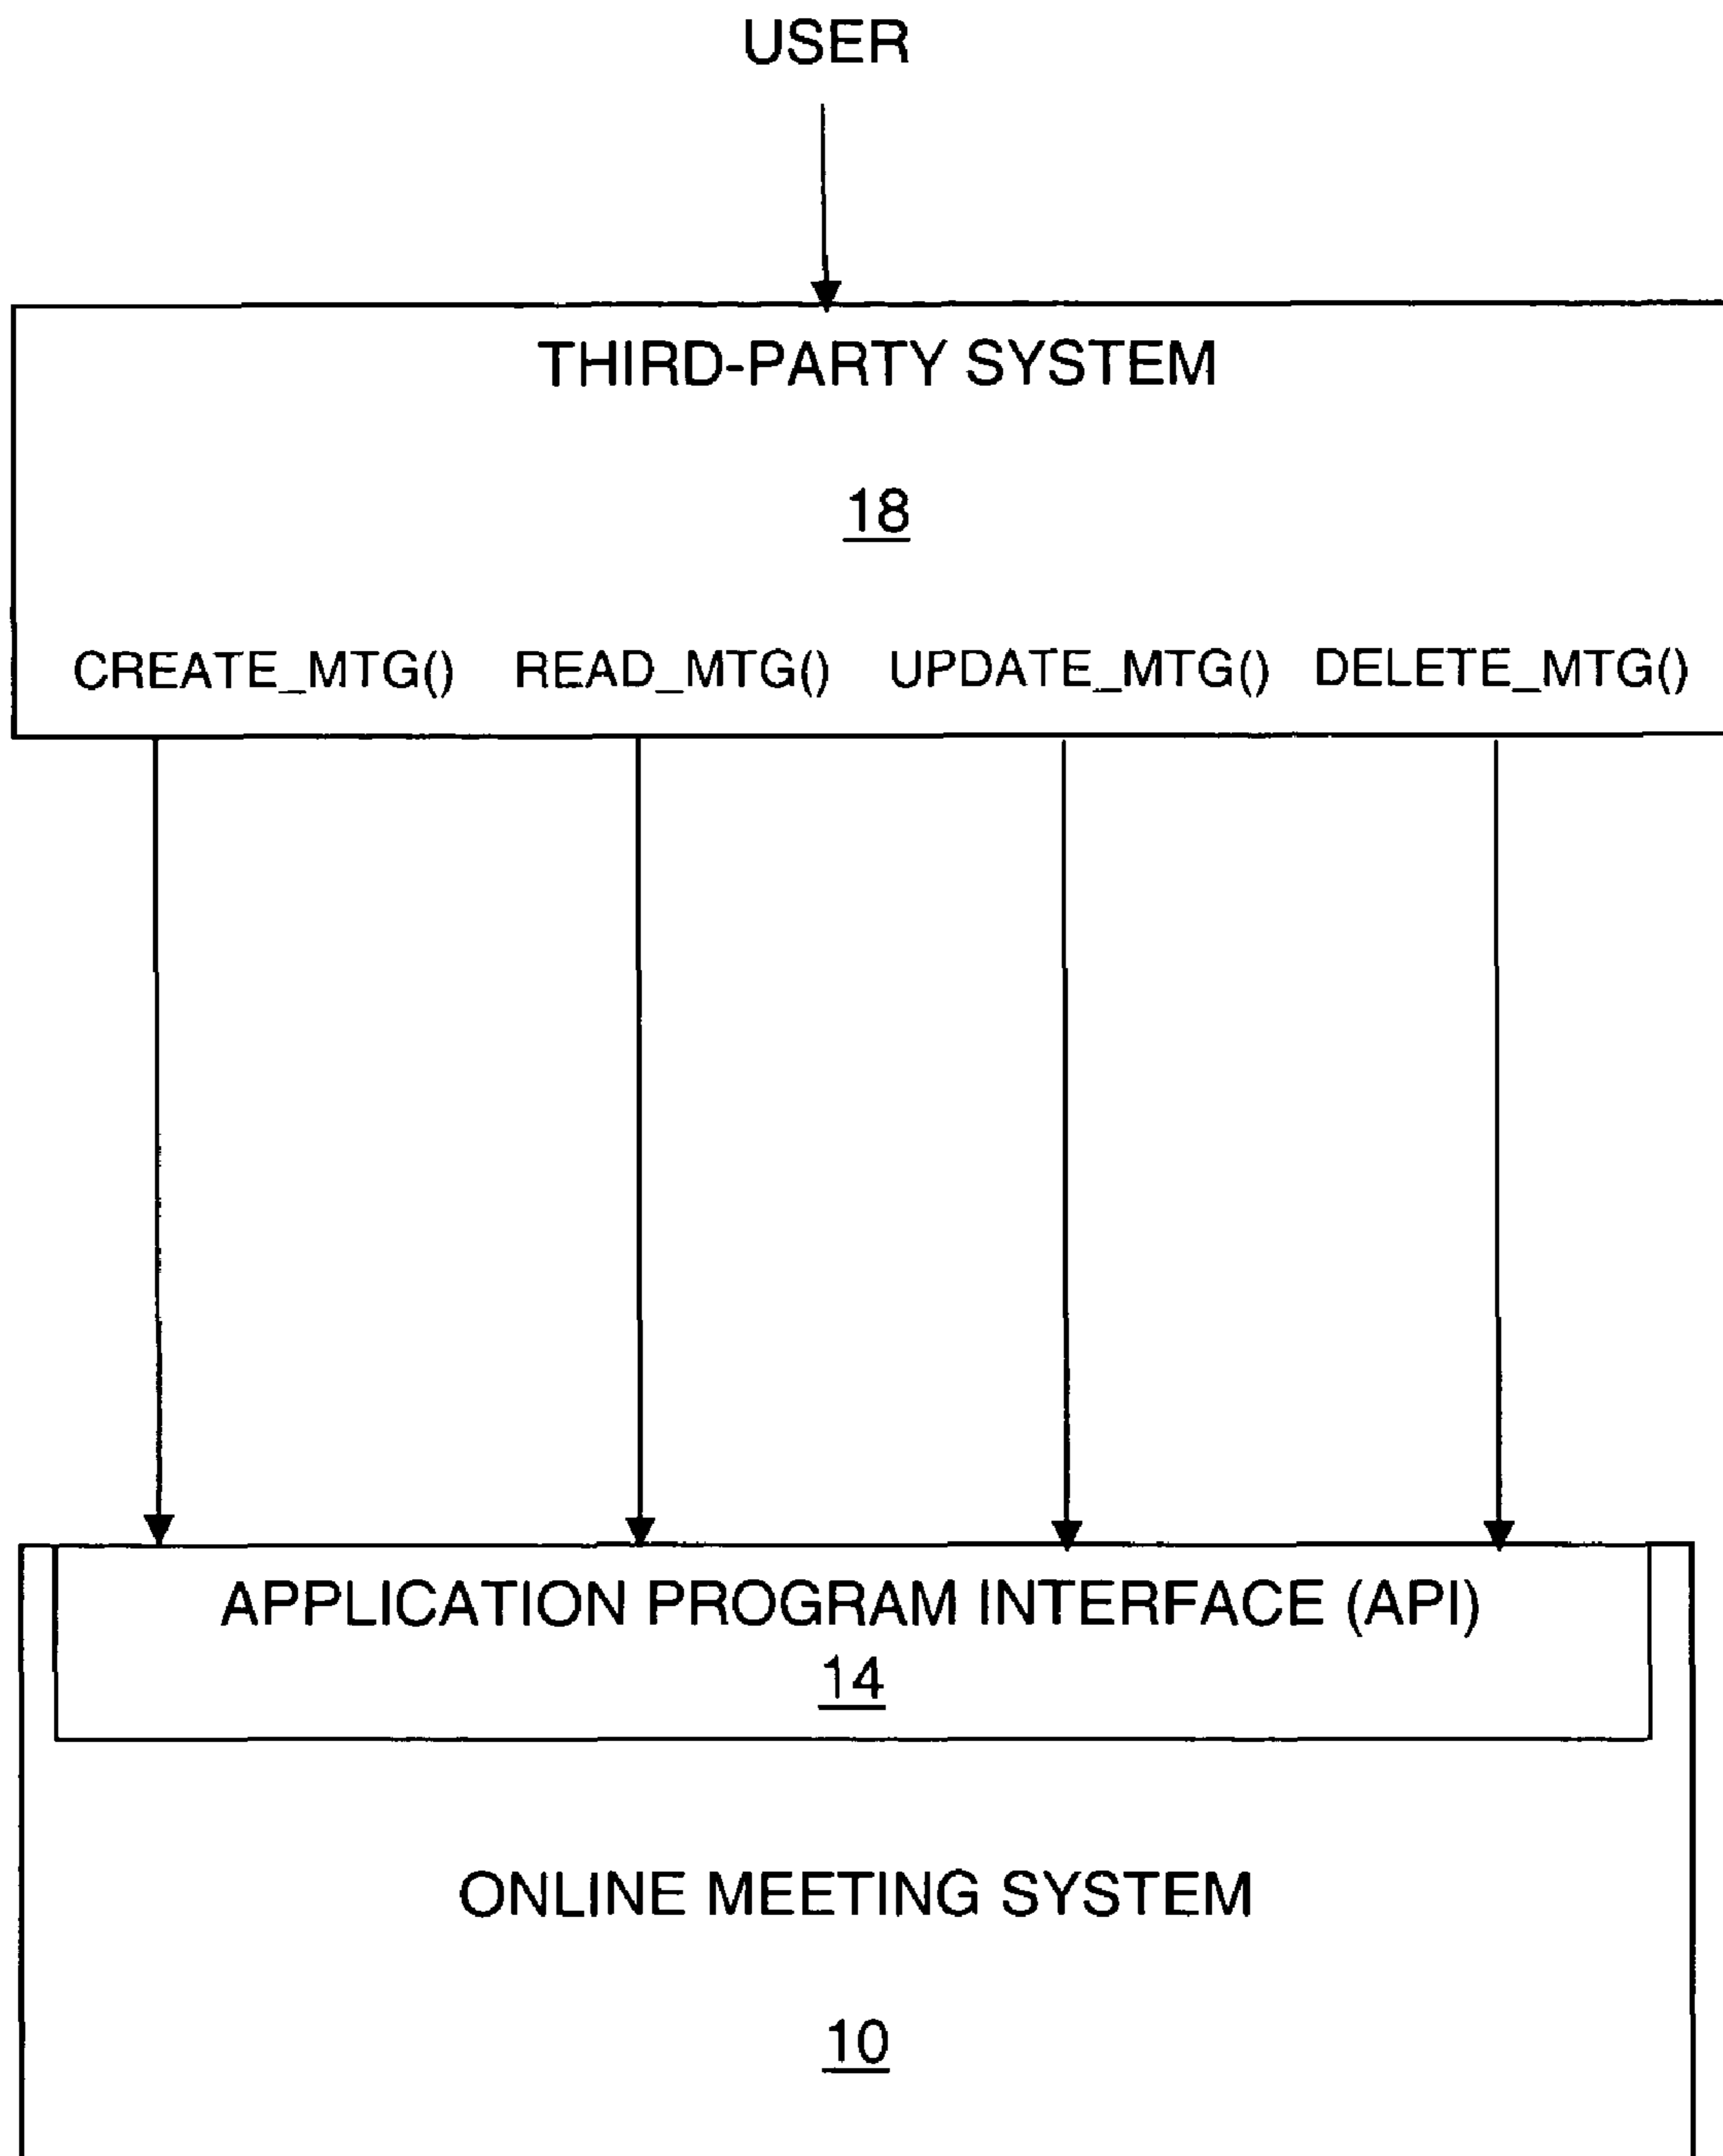 USER
THIRD-PARTY SYSTEM
18
CREATE_MTG() READ_MTG() UPDATE_MTG() DELETE_MTG()
APPLICATION PROGRAM INTERFACE (API)
14
ONLINE MEETING SYSTEM
10